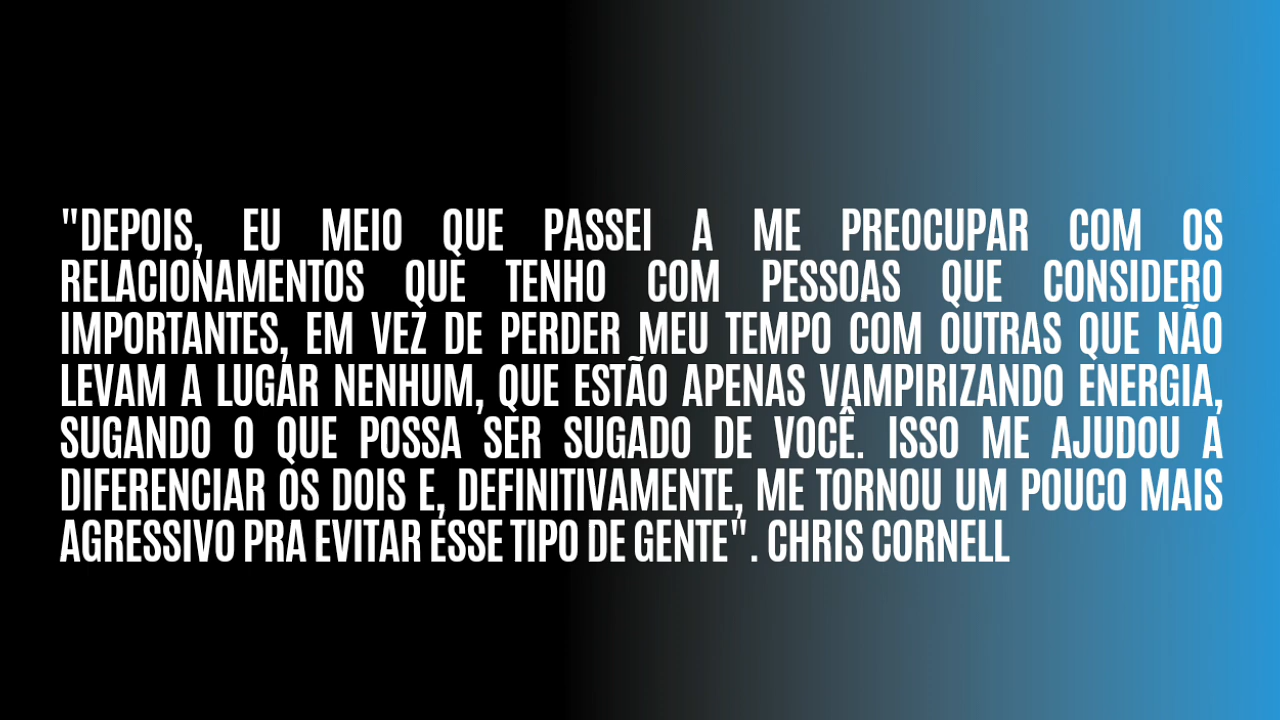 "DEPOIS, EU MEIO QUE PASSEI A ME PREOCUPAR COM OS
RELACIONAMENTOS QUE TENHO COM PESSOAS QUE CONSIDERO
IMPORTANTES, EM VEZ DE PERDER MEU TEMPO COM OUTRAS QUE NÃO
LEVAM A LUGAR NENHUM, QUE ESTÃO APENAS VAMPIRIZANDO ENERGIA,
SUGANDO O QUE POSSA SER SUGADO DE VOCÊ. ISSO ME AJUDOU A
DIFERENCIAR OS DOIS E, DEFINITIVAMENTE, ME TORNOU UM POUCO MAIS
AGRESSIVO PRA EVITAR ESSE TIPO DE GENTE". CHRIS CORNELL